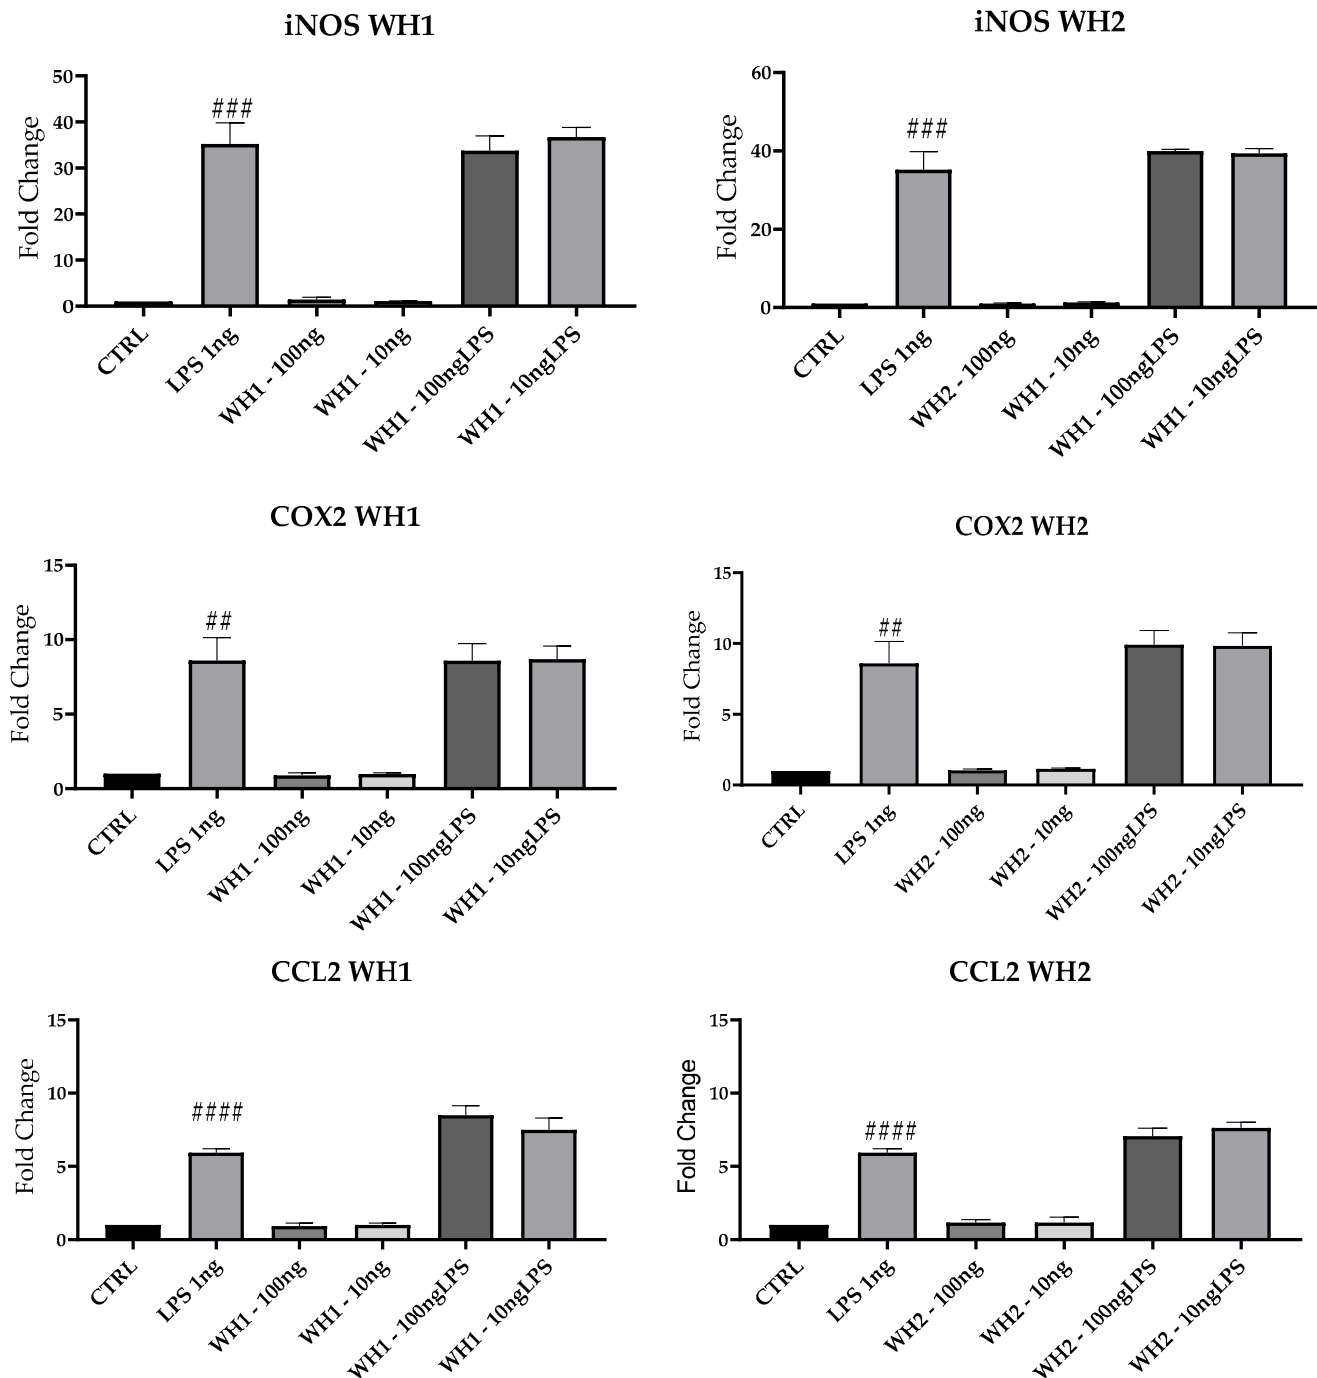 iNOS WH1
Fold Change
50
40
30
20
10
0
###
CTRL
LPS 1ng
WH1 - 100ng
WH1 - 10ng
WH1 - 100ngLPS
WH1 - 10ngLPS
iNOS WH2
Fold Change
60
40
20
0
###
CTRL
LPS 1ng
WH2 - 100ng
WH1 - 10ng
WH1 - 100ngLPS
WH1 - 10ngLPS
COX2 WH1
Fold Change
15
10
5
0
##
CTRL
LPS 1ng
WH1 - 100ng
WH1 - 10ng
WH1 - 100ngLPS
WH1 - 10ngLPS
COX2 WH2
Fold Change
15
10
5
0
##
CTRL
LPS 1ng
WH2 - 100ng
WH2 - 10ng
WH2 - 100ngLPS
WH2 - 10ngLPS
CCL2 WH1
Fold Change
15
10
5
0
####
CTRL
LPS 1ng
WH1 - 100ng
WH1 - 10ng
WH1 - 100ngLPS
WH1 - 10ngLPS
CCL2 WH2
Fold Change
15
10
5
0
####
CTRL
LPS 1ng
WH2 - 100ng
WH2 - 10ng
WH2 - 100ngLPS
WH2 - 10ngLPS